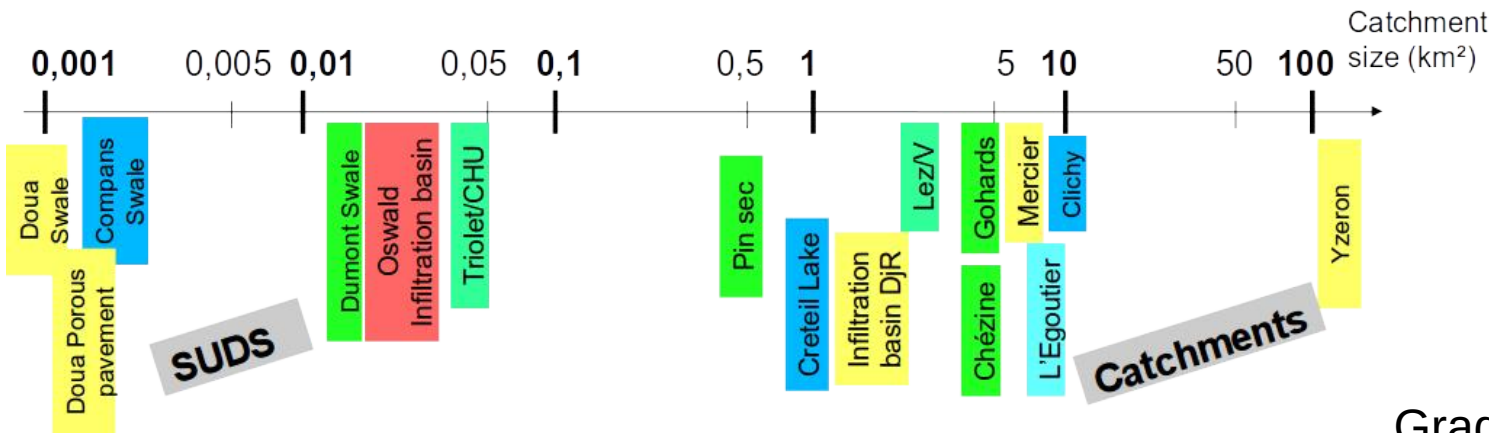 Catchment
size (km²)
0,001 0,005 0,01 0,05 0,1 0,5 1 5 10 50 100
Doua
Swale
Compans
Swale
Doua Porous
pavement
SUDS
Dumont Swale
Oswald
Infiltration basin
Triolet/CHU
Pin sec
Creteil Lake
Infiltration
basin DjR
Lez/V
Gohards
Chézine
Mercier
L'Egoutier
Clichy
Catchments
Yzeron